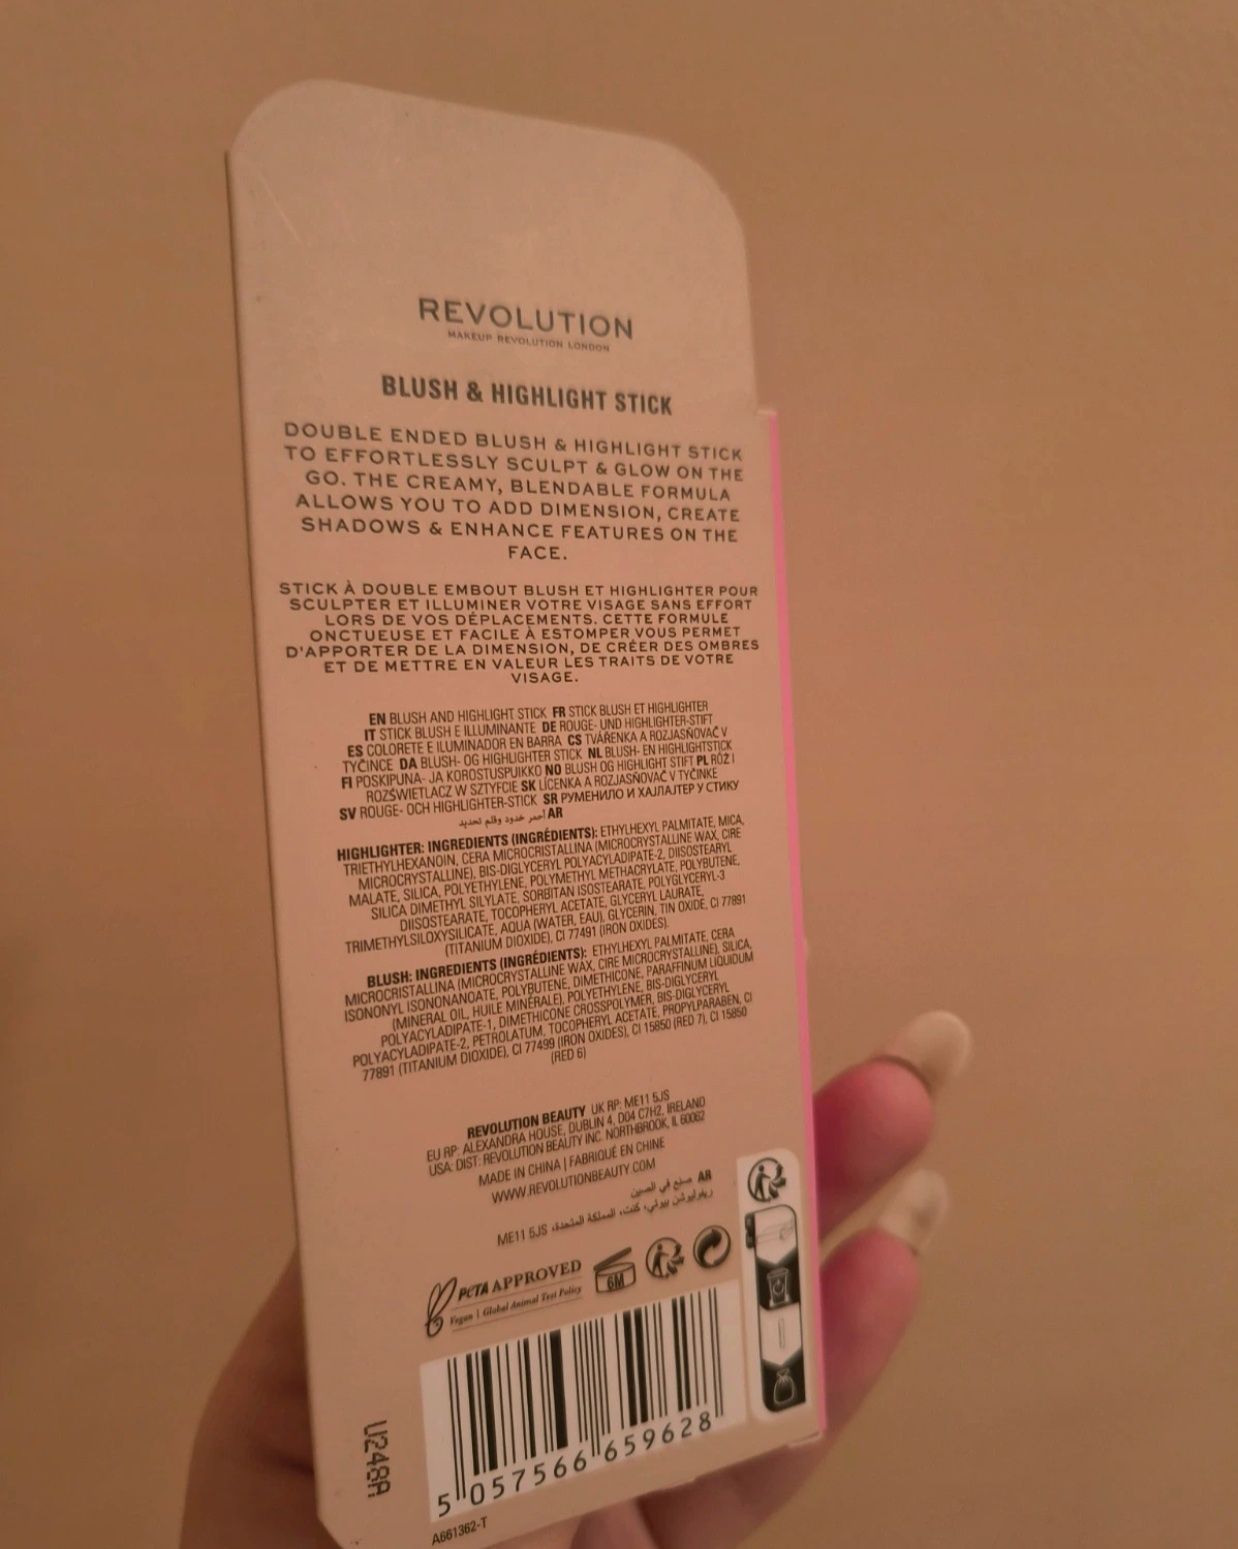 REVOLUTION
MAKEUP REVOLUTION LONDON
BLUSH & HIGHLIGHT STICK
DOUBLE ENDED BLUSH & HIGHLIGHT STICK
TO EFFORTLESSLY SCULPT & GLOW ON THE
GO. THE CREAMY, BLENDABLE FORMULA
ALLOWS YOU TO ADD DIMENSION, CREATE
SHADOWS & ENHANCE FEATURES ON THE
FACE.
STICK À DOUBLE EMBOUT BLUSH ET HIGHLIGHTER POUR
SCULPTER ET ILLUMINER VOTRE VISAGE SANS EFFORT
LORS DE VOS DÉPLACEMENTS. CETTE FORMULE
ONCTUEUSE ET FACILE À ESTOMPER VOUS PERMET
D'APPORTER DE LA DIMENSION, DE CRÉER DES OMBRES
ET DE METTRE EN VALEUR LES TRAITS DE VOTRE
VISAGE.
EN BLUSH AND HIGHLIGHT STICK FR STICK BLUSH ET HIGHLIGHTER
IT STICK BLUSH E ILLUMINANTE DE ROUGE- UND HIGHLIGHTER-STIFT
ES COLORETE E ILUMINADOR EN BARRA CS TVÁŘENKA A ROZJASŇOVAČ V
TYČINCE DA BLUSH- OG HIGHLIGHTER STICK NL BLUSH- EN HIGHLIGHTSTICK
FI POSKIPUNA- JA KOROSTUSPUIKKO NO BLUSH OG HIGHLIGHT STIFT PL RÓŻ I
ROZŚWIETLACZ W SZTYFCIE SK LÍCENKA A ROZJASŇOVAČ V TYČINKE
SV ROUGE- OCH HIGHLIGHTER-STICK SR РУМЕНИЛО И ХАЈЛАЈТЕР У СТИКУ
AR أحمر خدود وقلم تحديد
HIGHLIGHTER: INGREDIENTS (INGRÉDIENTS): ETHYLHEXYL PALMITATE, MICA,
TRIETHYLHEXANOIN, CERA MICROCRISTALLINA (MICROCRYSTALLINE WAX, CIRE
MICROCRYSTALLINE), BIS-DIGLYCERYL POLYACYLADIPATE-2, DIISOSTEARYL
MALATE, SILICA, POLYETHYLENE, POLYMETHYL METHACRYLATE, POLYBUTENE,
SILICA DIMETHYL SILYLATE, SORBITAN ISOSTEARATE, POLYGLYCERYL-3
DIISOSTEARATE, TOCOPHERYL ACETATE, GLYCERYL LAURATE,
TRIMETHYLSILOXYSILICATE, AQUA (WATER, EAU), GLYCERIN, TIN OXIDE, CI 77891
(TITANIUM DIOXIDE), CI 77491 (IRON OXIDES).
BLUSH: INGREDIENTS (INGRÉDIENTS): ETHYLHEXYL PALMITATE, CERA
MICROCRISTALLINA (MICROCRYSTALLINE WAX, CIRE MICROCRYSTALLINE), SILICA,
ISONONYL ISONONANOATE, POLYBUTENE, DIMETHICONE, PARAFFINUM LIQUIDUM
(MINERAL OIL, HUILE MINÉRALE), POLYETHYLENE, BIS-DIGLYCERYL
POLYACYLADIPATE-1, DIMETHICONE CROSSPOLYMER, BIS-DIGLYCERYL
POLYACYLADIPATE-2, PETROLATUM, TOCOPHERYL ACETATE, PROPYLPARABEN, CI
77891 (TITANIUM DIOXIDE), CI 77499 (IRON OXIDES), CI 15850 (RED 7), CI 15850
(RED 6)
REVOLUTION BEAUTY UK RP: ME11 5JS
EU RP: ALEXANDRA HOUSE, DUBLIN 4, D04 C7H2, IRELAND
USA: DIST: REVOLUTION BEAUTY INC. NORTHBROOK, IL 60062
MADE IN CHINA | FABRIQUÉ EN CHINE
WWW.REVOLUTIONBEAUTY.COM
AR صنع في الصين
ريفرليوشن بيوتي، كنت، المملكة المتحدة، ME11 5JS
PETA APPROVED
Vegan | Global Animal Test Policy
6M
5 057566 659628
U248A
A661362-T